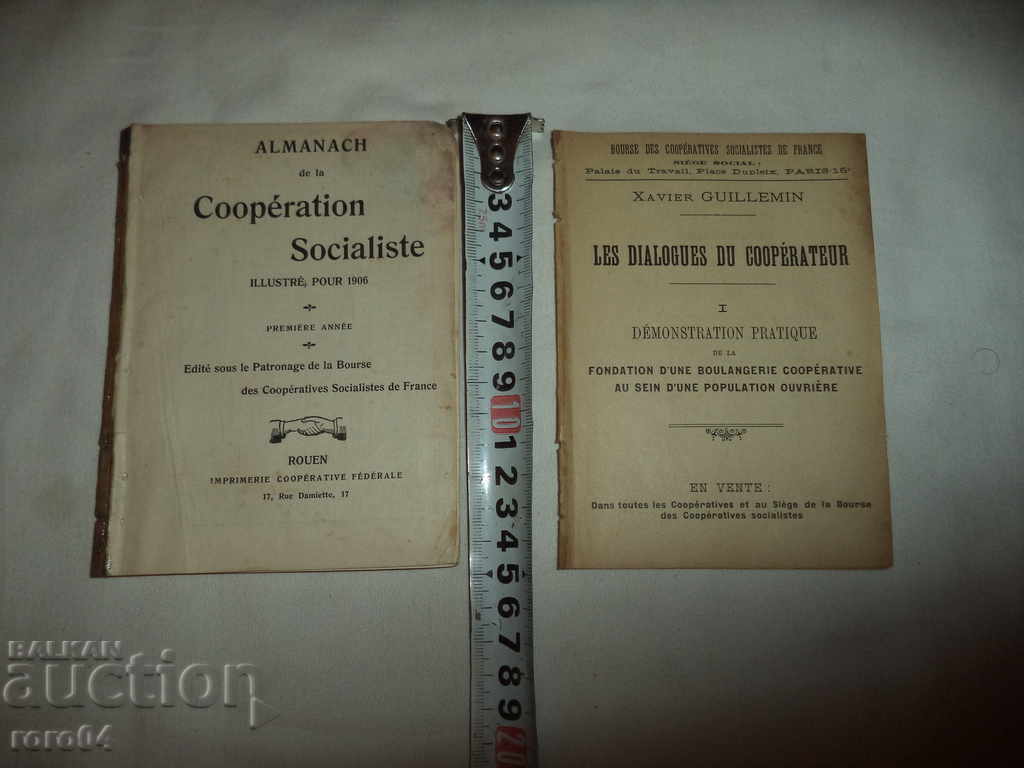 ALMANACH
de la
Coopération
Socialiste
ILLUSTRÉ, POUR 1906
PREMIÈRE ANNÉE
Edité sous le Patronage de la Bourse
des Coopératives Socialistes de France
ROUEN
IMPRIMERIE COOPÉRATIVE FÉDÉRALE
17, Rue Damiette, 17
3 4 5 6 7 8 9 10 1 2 3 4 5 6 7 8 9 20
BOURSE DES COOPÉRATIVES SOCIALISTES DE FRANCE
SIÈGE SOCIAL :
Palais du Travail, Place Dupleix, PARIS-15e
XAVIER GUILLEMIN
LES DIALOGUES DU COOPÉRATEUR
I
DÉMONSTRATION PRATIQUE
DE LA
FONDATION D'UNE BOULANGERIE COOPÉRATIVE
AU SEIN D'UNE POPULATION OUVRIÈRE
EN VENTE :
Dans toutes les Coopératives et au Siège de la Bourse
des Coopératives socialistes
BALKAN
auction
roro04